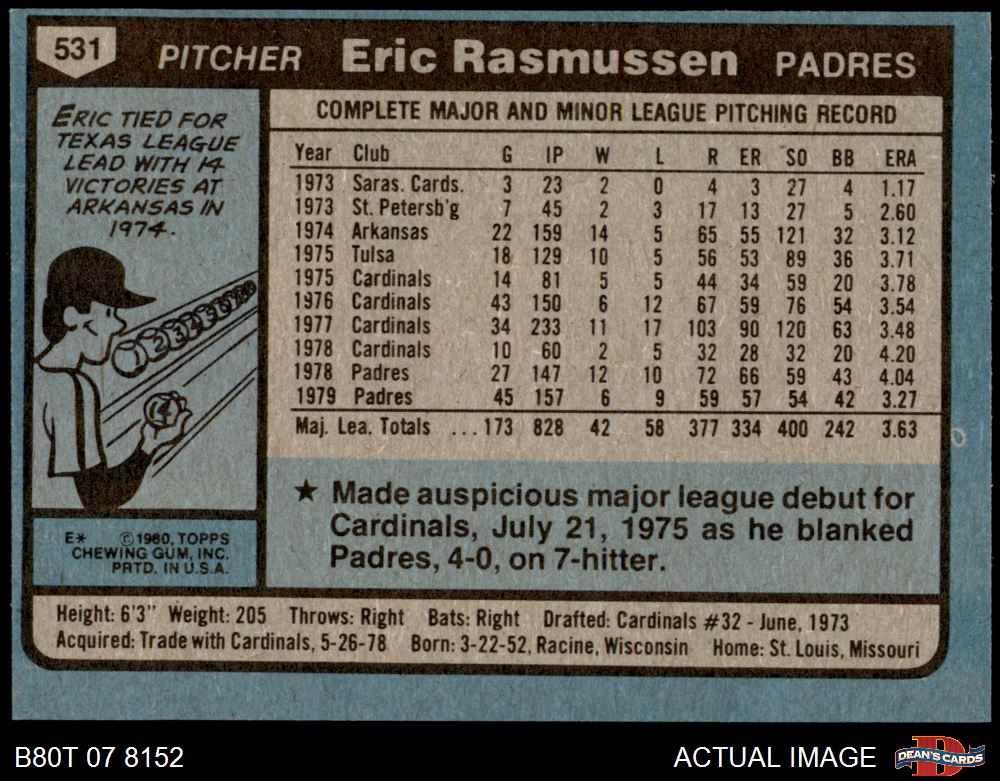 531 PITCHER Eric Rasmussen PADRES
ERIC TIED FOR
TEXAS LEAGUE
LEAD WITH 14
VICTORIES AT
ARKANSAS IN
1974.
1 2 3 4 5 6 7 8 9 10
14
E* © 1980, TOPPS
CHEWING GUM, INC.
PRTD. IN U.S.A.
COMPLETE MAJOR AND MINOR LEAGUE PITCHING RECORD
Year Club G IP W L R ER SO BB ERA
1973 Saras. Cards. 3 23 2 0 4 3 27 4 1.17
1973 St. Petersb'g 7 45 2 3 17 13 27 5 2.60
1974 Arkansas 22 159 14 5 65 55 121 32 3.12
1975 Tulsa 18 129 10 5 56 53 89 36 3.71
1975 Cardinals 14 81 5 5 44 34 59 20 3.78
1976 Cardinals 43 150 6 12 67 59 76 54 3.54
1977 Cardinals 34 233 11 17 103 90 120 63 3.48
1978 Cardinals 10 60 2 5 32 28 32 20 4.20
1978 Padres 27 147 12 10 72 66 59 43 4.04
1979 Padres 45 157 6 9 59 57 54 42 3.27
Maj. Lea. Totals ... 173 828 42 58 377 334 400 242 3.63
★ Made auspicious major league debut for
Cardinals, July 21, 1975 as he blanked
Padres, 4-0, on 7-hitter.
Height: 6'3" Weight: 205 Throws: Right Bats: Right Drafted: Cardinals #32 - June, 1973
Acquired: Trade with Cardinals, 5-26-78 Born: 3-22-52, Racine, Wisconsin Home: St. Louis, Missouri
B80T 07 8152 ACTUAL IMAGE D DEAN'S CARDS